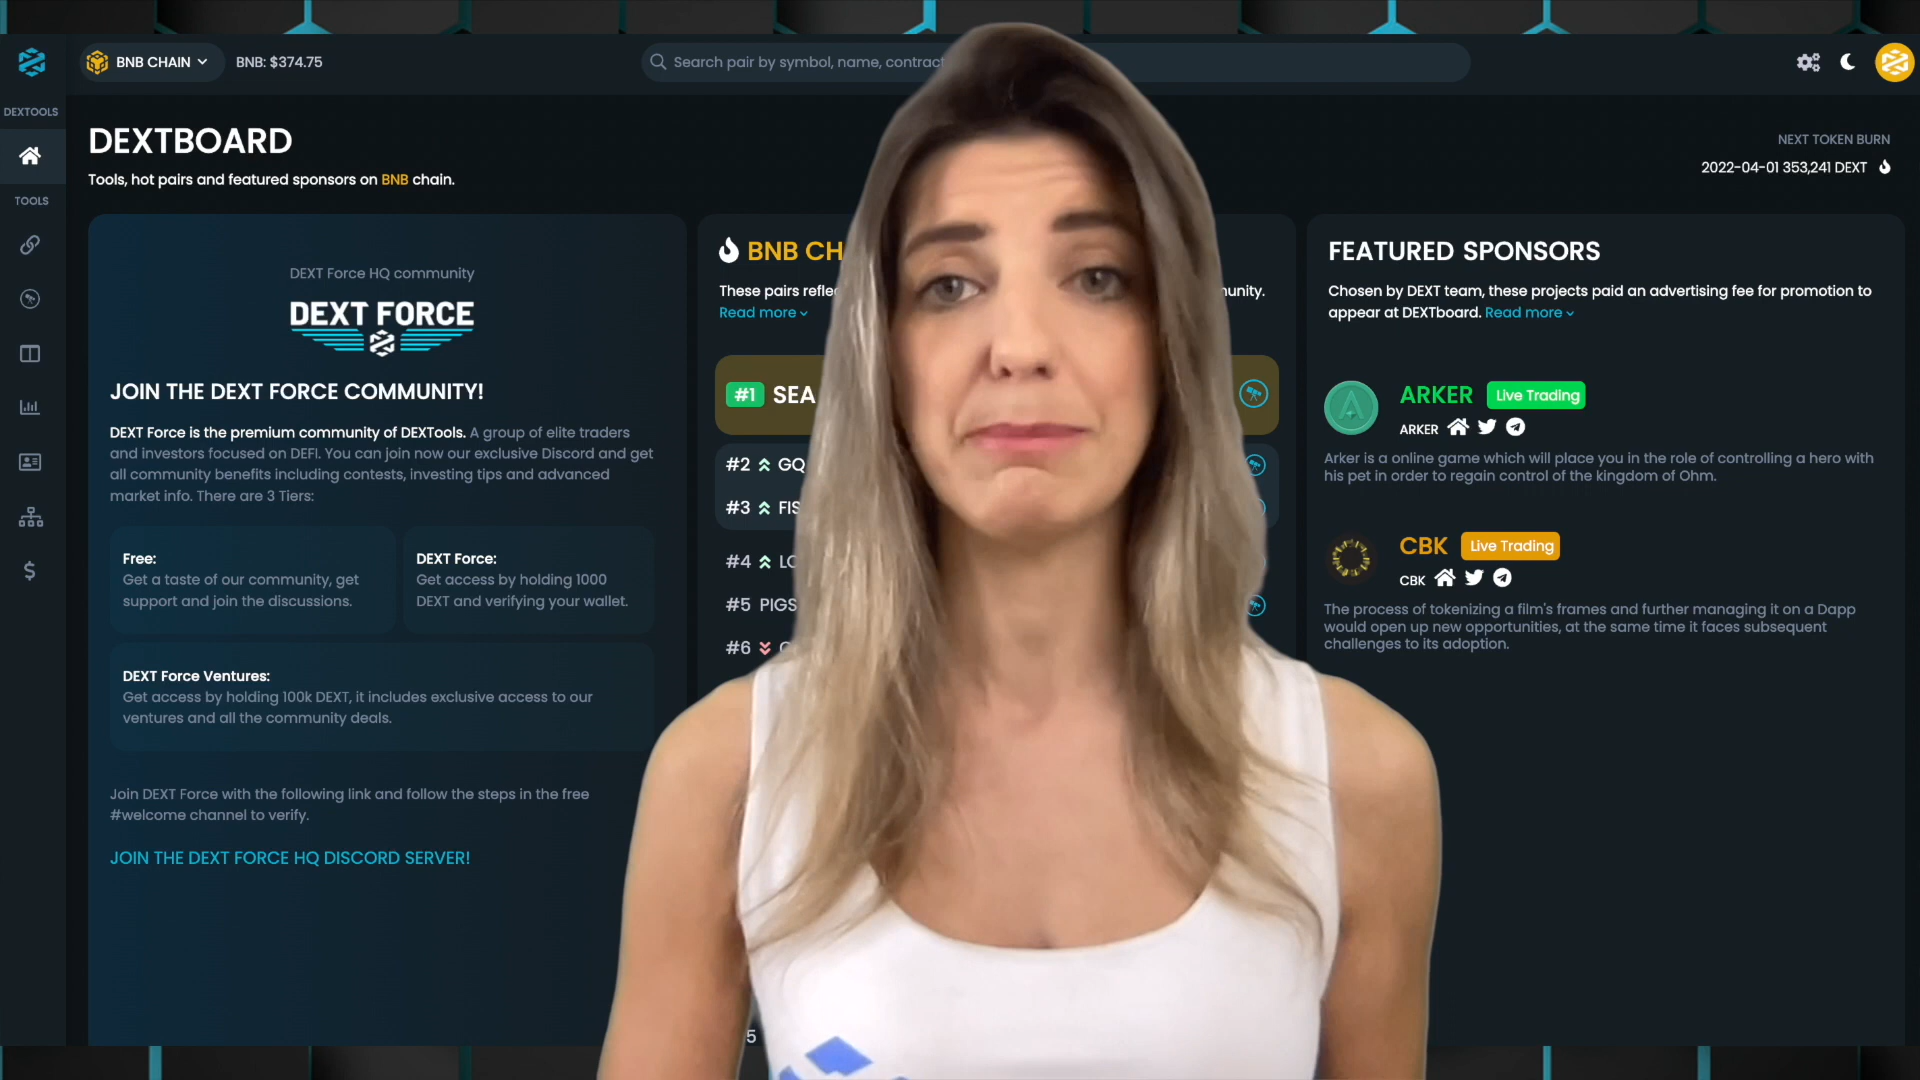 BNB CHAIN
BNB: $374.75
Search pair by symbol, name, contract
DEXTOOLS
TOOLS
DEXTBOARD
Tools, hot pairs and featured sponsors on BNB chain.
NEXT TOKEN BURN
2022-04-01 353,241 DEXT
DEXT Force HQ community
DEXT FORCE
JOIN THE DEXT FORCE COMMUNITY!
DEXT Force is the premium community of DEXTools. A group of elite traders
and investors focused on DEFI. You can join now our exclusive Discord and get
all community benefits including contests, investing tips and advanced
market info. There are 3 Tiers:
Free:
Get a taste of our community, get
support and join the discussions.
DEXT Force:
Get access by holding 1000
DEXT and verifying your wallet.
DEXT Force Ventures:
Get access by holding 100k DEXT, it includes exclusive access to our
ventures and all the community deals.
Join DEXT Force with the following link and follow the steps in the free
#welcome channel to verify.
JOIN THE DEXT FORCE HQ DISCORD SERVER!
BNB CH
These pairs refle
Read more
#1 SEA
#2 GQ
#3 FIS
#4 LO
#5 PIGS
#6
5
FEATURED SPONSORS
Chosen by DEXT team, these projects paid an advertising fee for promotion to
appear at DEXTboard. Read more
ARKER Live Trading
ARKER
Arker is a online game which will place you in the role of controlling a hero with
his pet in order to regain control of the kingdom of Ohm.
CBK Live Trading
CBK
The process of tokenizing a film's frames and further managing it on a Dapp
would open up new opportunities, at the same time it faces subsequent
challenges to its adoption.